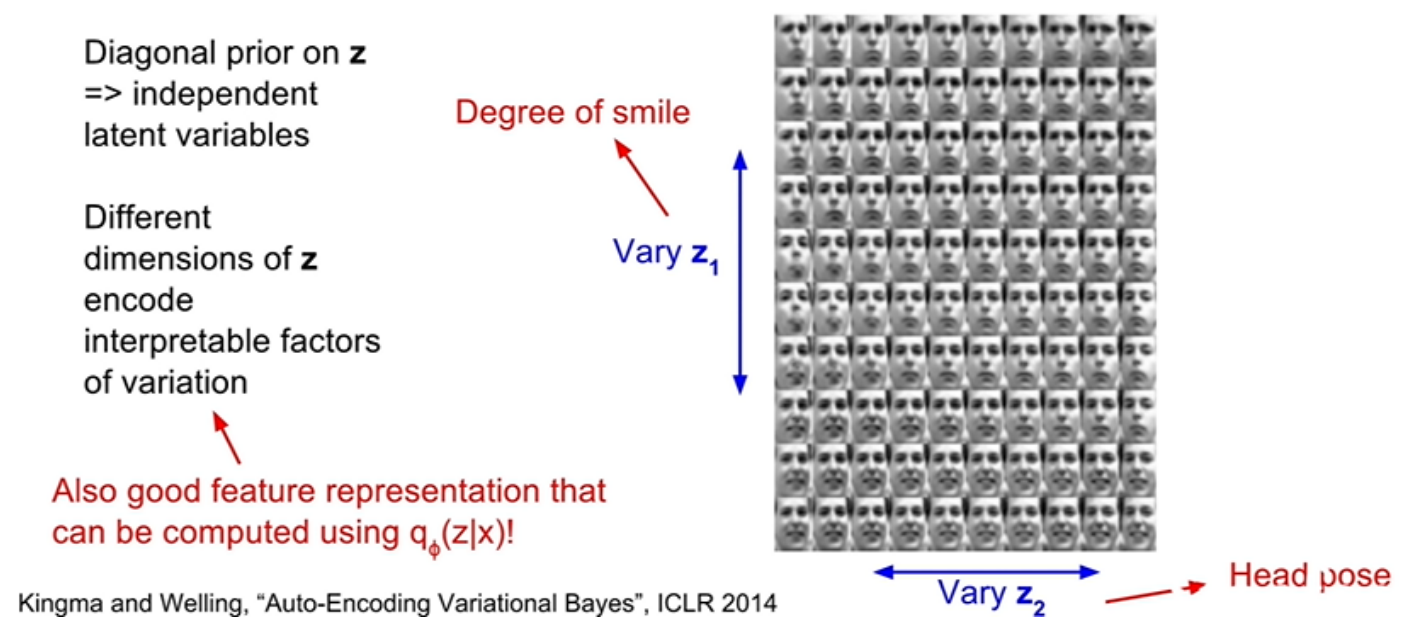 Diagonal prior on z
=> independent
latent variables
Different
dimensions of z
encode
interpretable factors
of variation
Also good feature representation that
can be computed using qϕ(z|x)!
Degree of smile
Vary z₁
Vary z₂
Head pose
Kingma and Welling, “Auto-Encoding Variational Bayes”, ICLR 2014